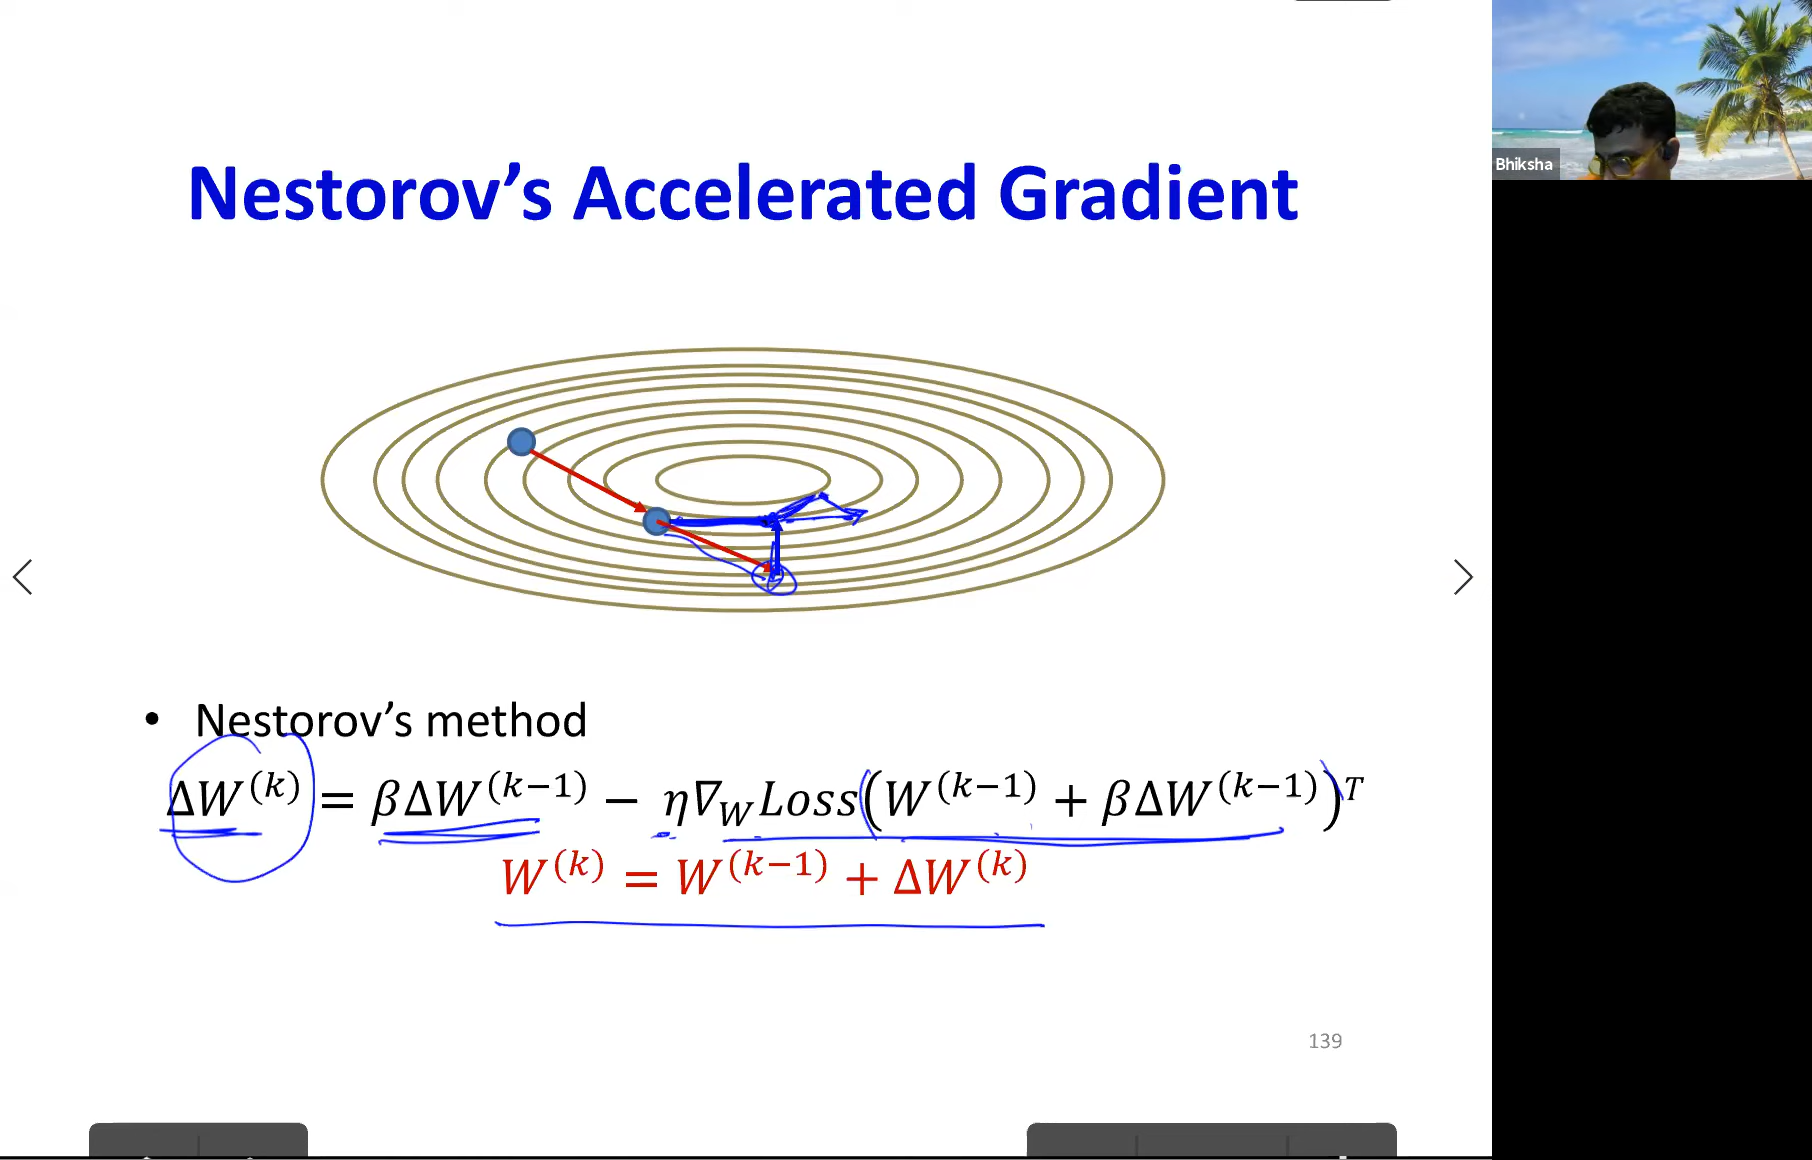 Nestorov’s Accelerated Gradient
Bhiksha
• Nestorov’s method
ΔW^(k) = βΔW^(k−1) − η∇_W Loss(W^(k−1) + βΔW^(k−1))^T
W^(k) = W^(k−1) + ΔW^(k)
139